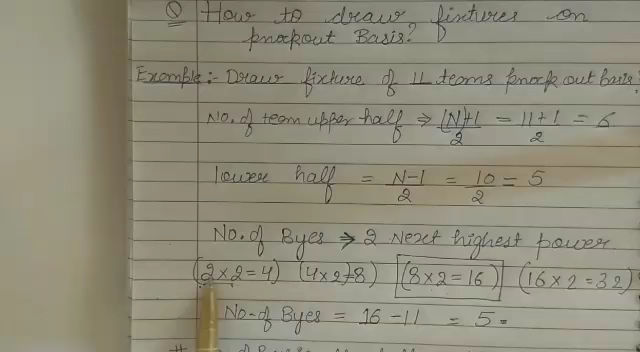 Q How to draw fixtures on
knockout Basis?
Example:- Draw fixture of 11 teams knockout basis?
No. of team upper half ⇒ (N)+1/2 = 11+1/2 = 6
lower half = N-1/2 = 10/2 = 5
No. of Byes → 2 Next highest power
(2×2=4) (4×2=8) (8×2=16) (16×2=32)
No-of Byes = 16-11 = 5.